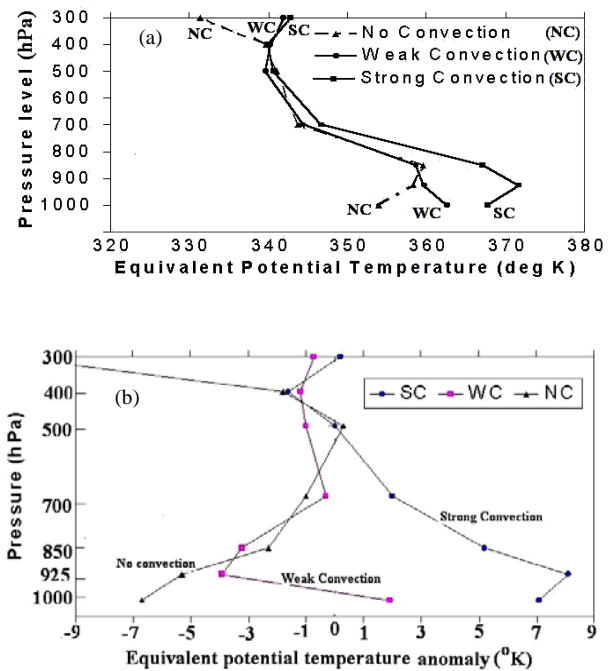 300
(a)
WC
SC
No Convection (NC)
NC
400
Weak Convection (WC)
500
Strong Convection (SC)
600
700
800
900
1000
NC
WC
SC
Pressure level (hPa)
320 330 340 350 360 370 380
Equivalent Potential Temperature (deg K)
300
(b)
SC WC NC
400
500
700
Strong Convection
850
No convection
925
Weak Convection
1000
Pressure (hPa)
-9 -7 -5 -3 -1 0 1 3 5 7 9
Equivalent potential temperature anomaly (°K)